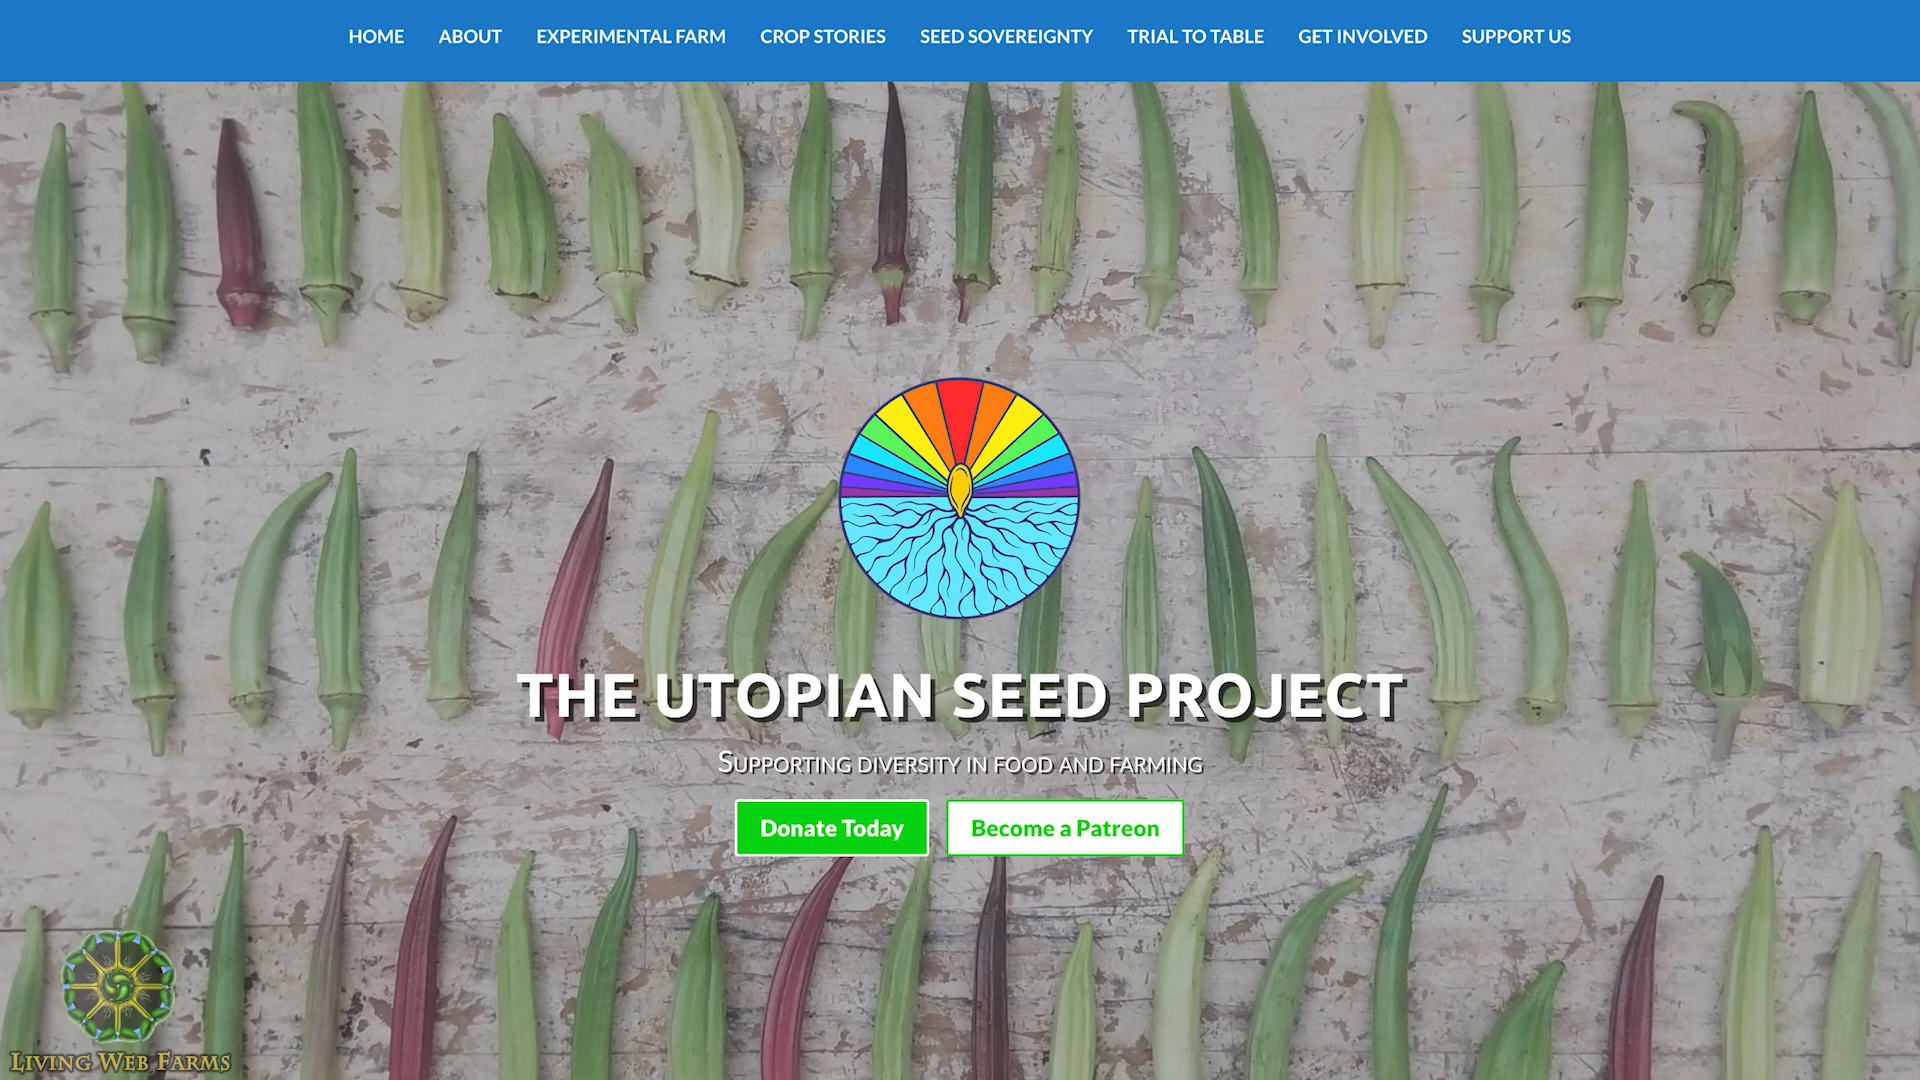 HOME ABOUT EXPERIMENTAL FARM CROP STORIES SEED SOVEREIGNTY TRIAL TO TABLE GET INVOLVED SUPPORT US
THE UTOPIAN SEED PROJECT
Supporting diversity in food and farming
Donate Today Become a Patreon
Living Web Farms